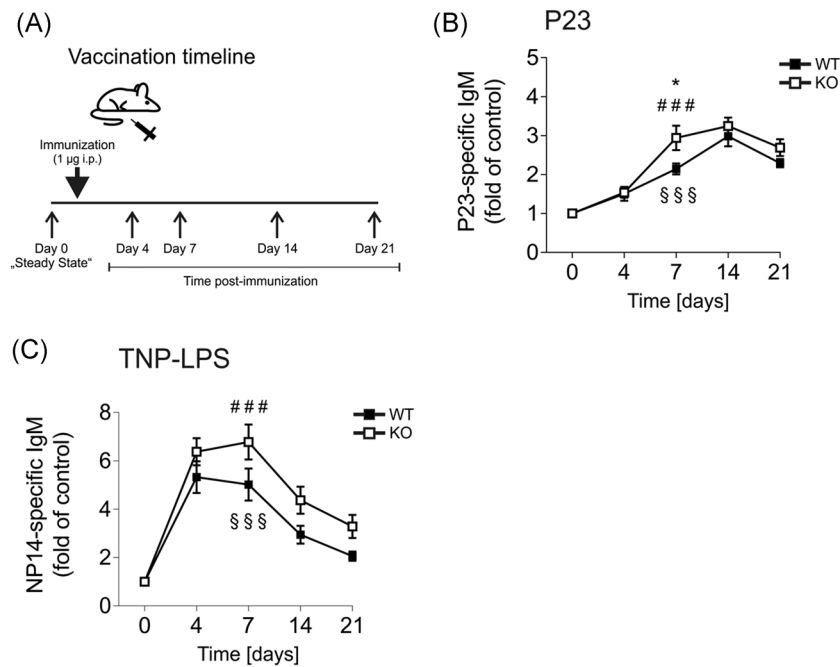 (A)
Vaccination timeline
Immunization
(1 µg i.p.)
Day 0
„Steady State“
Day 4
Day 7
Day 14
Day 21
Time post-immunization
(B)
P23
P23-specific IgM
(fold of control)
5
4
3
2
1
*
###
§§§
WT
KO
0
4
7
14
21
Time [days]
(C)
TNP-LPS
NP14-specific IgM
(fold of control)
8
6
4
2
0
###
§§§
WT
KO
0
4
7
14
21
Time [days]